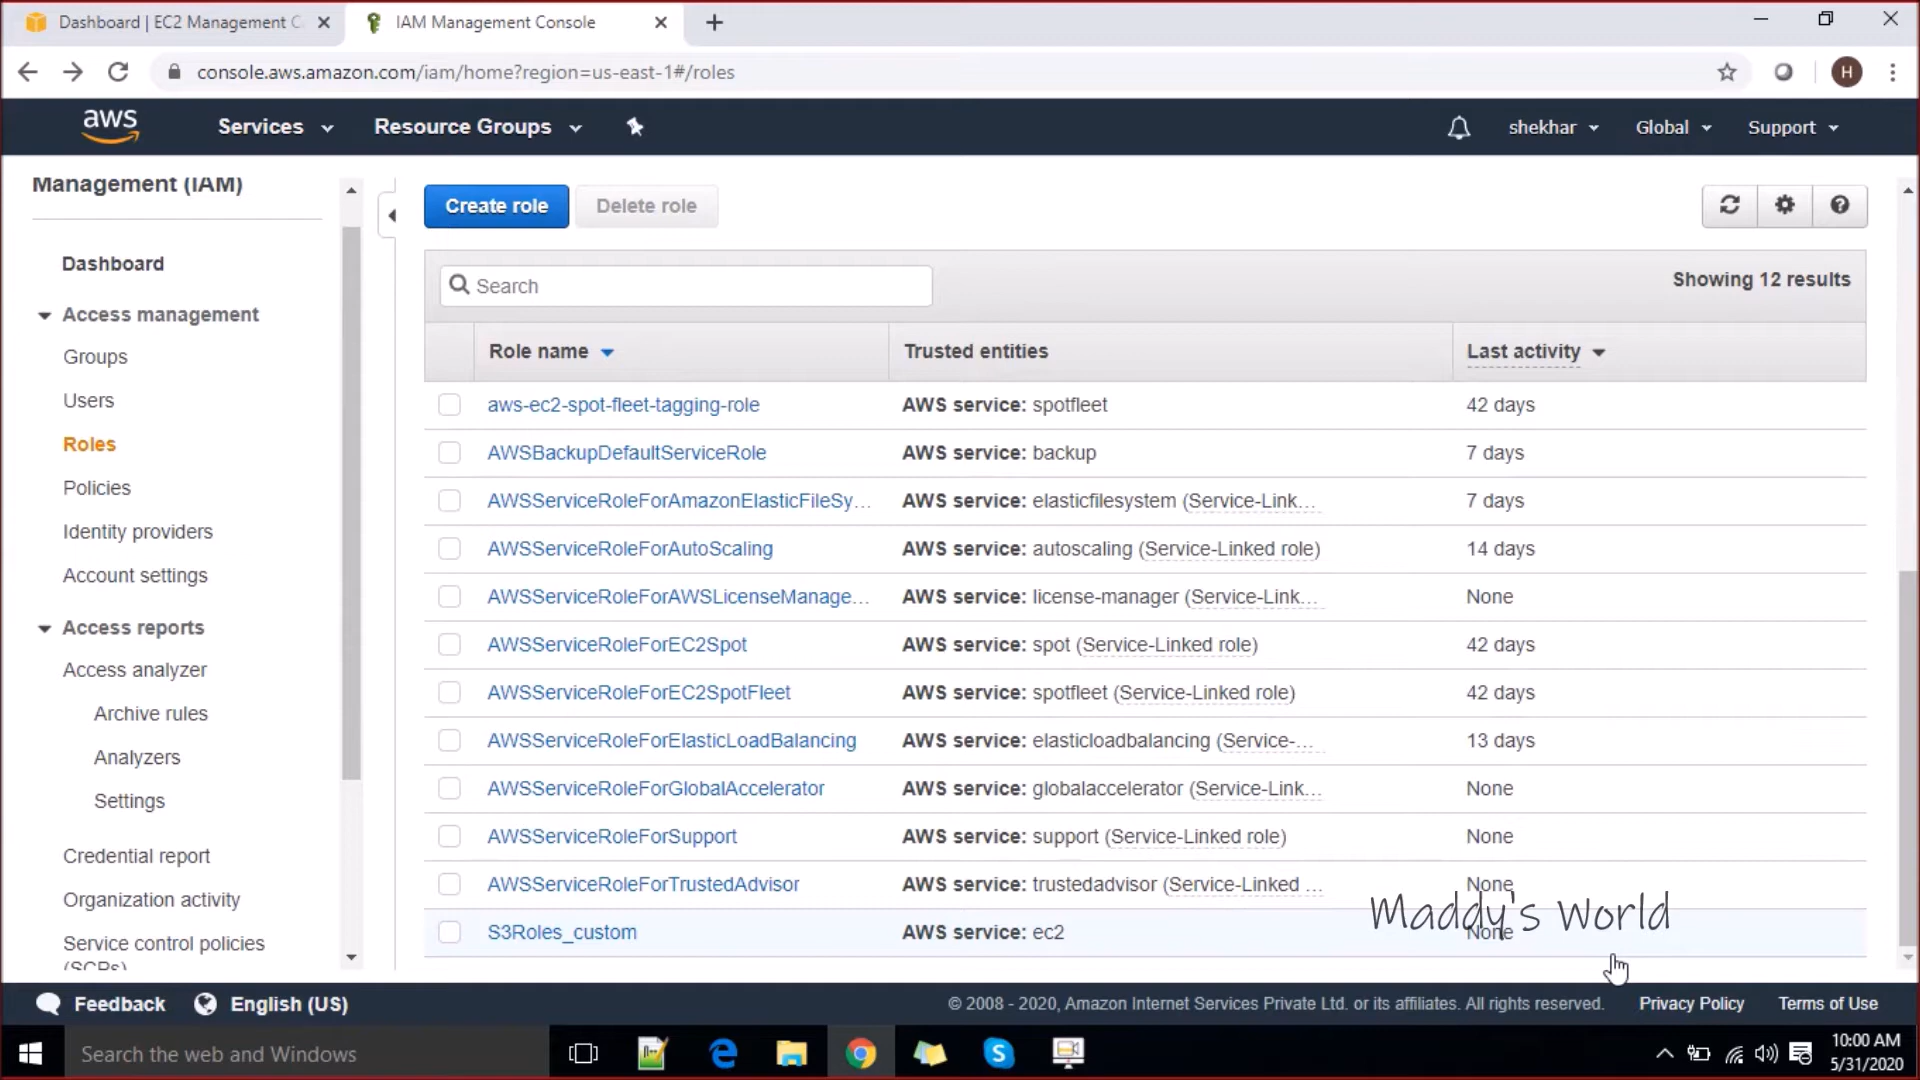 Dashboard | EC2 Management C
IAM Management Console
console.aws.amazon.com/iam/home?region=us-east-1#/roles
H
aws
Services
Resource Groups
shekhar
Global
Support
Management (IAM)
Dashboard
Access management
Groups
Users
Roles
Policies
Identity providers
Account settings
Access reports
Access analyzer
Archive rules
Analyzers
Settings
Credential report
Organization activity
Service control policies
(SCPs)
Create role
Delete role
Search
Showing 12 results
Role name
Trusted entities
Last activity
aws-ec2-spot-fleet-tagging-role
AWS service: spotfleet
42 days
AWSBackupDefaultServiceRole
AWS service: backup
7 days
AWSServiceRoleForAmazonElasticFileSy…
AWS service: elasticfilesystem (Service-Link…
7 days
AWSServiceRoleForAutoScaling
AWS service: autoscaling (Service-Linked role)
14 days
AWSServiceRoleForAWSLicenseManage…
AWS service: license-manager (Service-Link…
None
AWSServiceRoleForEC2Spot
AWS service: spot (Service-Linked role)
42 days
AWSServiceRoleForEC2SpotFleet
AWS service: spotfleet (Service-Linked role)
42 days
AWSServiceRoleForElasticLoadBalancing
AWS service: elasticloadbalancing (Service-…
13 days
AWSServiceRoleForGlobalAccelerator
AWS service: globalaccelerator (Service-Link…
None
AWSServiceRoleForSupport
AWS service: support (Service-Linked role)
None
AWSServiceRoleForTrustedAdvisor
AWS service: trustedadvisor (Service-Linked …
None
Maddy's World
S3Roles_custom
AWS service: ec2
None
Feedback
English (US)
© 2008 - 2020, Amazon Internet Services Private Ltd. or its affiliates. All rights reserved.
Privacy Policy
Terms of Use
Search the web and Windows
10:00 AM
5/31/2020